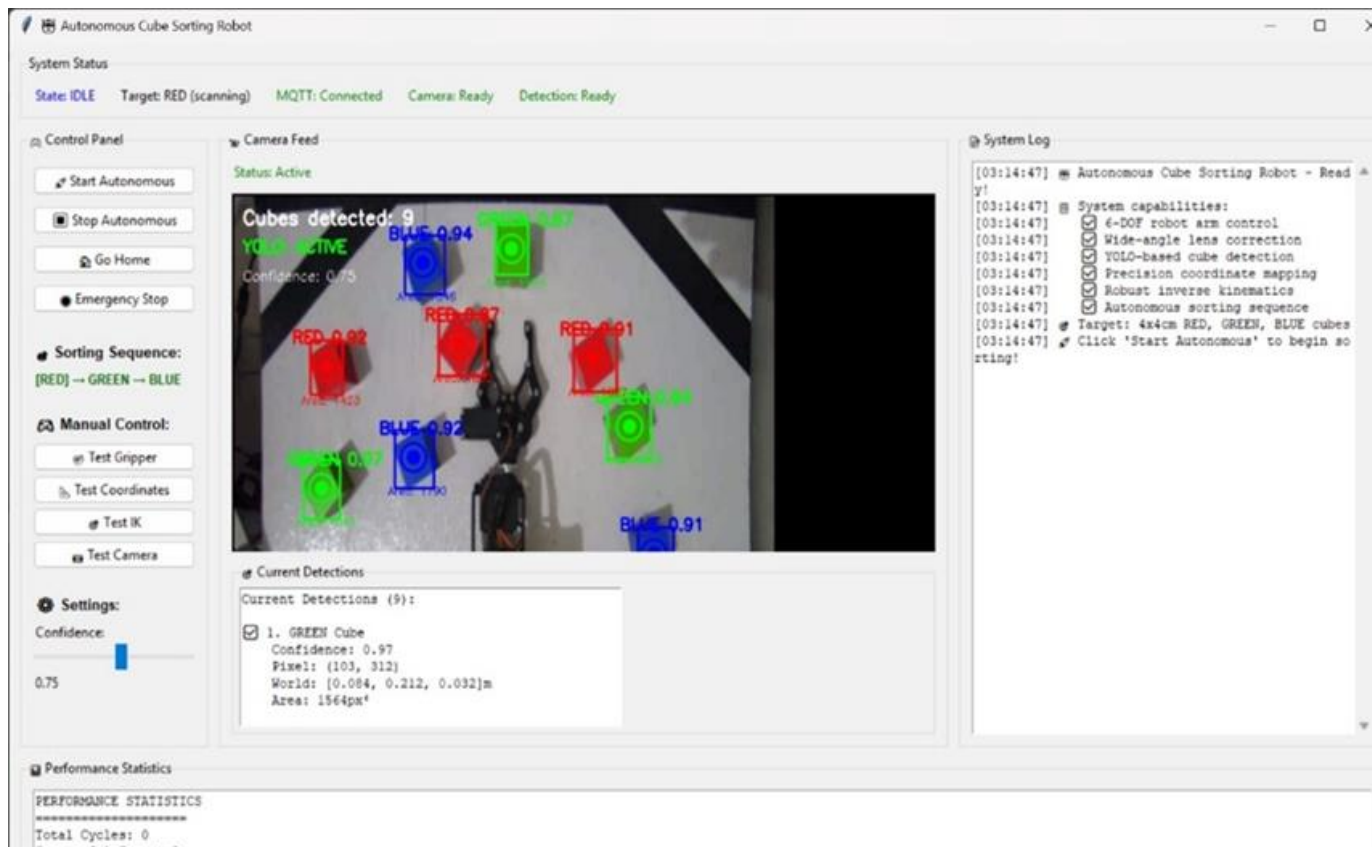 Autonomous Cube Sorting Robot
System Status
State: IDLE Target: RED (scanning) MQTT: Connected Camera: Ready Detection: Ready
Control Panel
Start Autonomous
Stop Autonomous
Go Home
Emergency Stop
Sorting Sequence:
[RED] → GREEN → BLUE
Manual Control:
Test Gripper
Test Coordinates
Test IK
Test Camera
Settings:
Confidence:
0.75
Camera Feed
Status: Active
Cubes detected: 9
YOLO ACTIVE
Confidence: 0.75
BLUE 0.94
GREEN 0.87
RED 0.92
RED 0.97
RED 0.91
BLUE 0.92
GREEN 0.97
BLUE 0.91
Current Detections
Current Detections (9):
1. GREEN Cube
Confidence: 0.97
Pixel: (103, 312)
World: [0.084, 0.212, 0.032]m
Area: 1564px²
System Log
[03:14:47] Autonomous Cube Sorting Robot - Read
y!
[03:14:47] System capabilities:
[03:14:47] 6-DOF robot arm control
[03:14:47] Wide-angle lens correction
[03:14:47] YOLO-based cube detection
[03:14:47] Precision coordinate mapping
[03:14:47] Robust inverse kinematics
[03:14:47] Autonomous sorting sequence
[03:14:47] Target: 4x4cm RED, GREEN, BLUE cubes
[03:14:47] Click 'Start Autonomous' to begin so
rting!
Performance Statistics
PERFORMANCE STATISTICS
====================
Total Cycles: 0